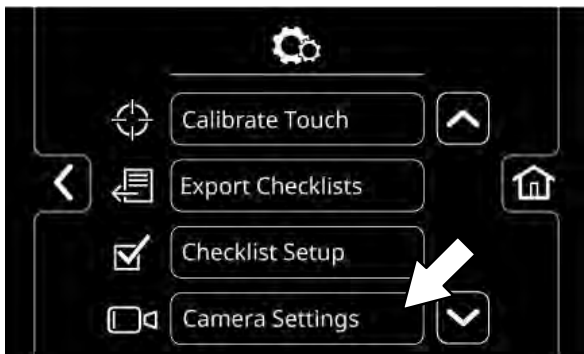 Calibrate Touch
Export Checklists
Checklist Setup
Camera Settings